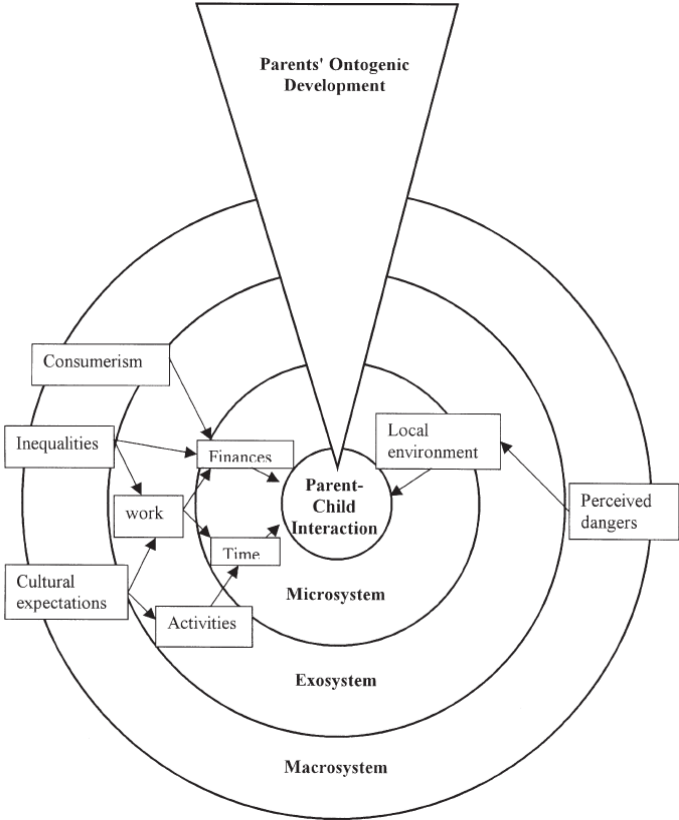 Parents' Ontogenic
Development
Consumerism
Inequalities
Finances
Local
environment
Parent-
Child
Interaction
work
Perceived
dangers
Time
Cultural
expectations
Activities
Microsystem
Exosystem
Macrosystem